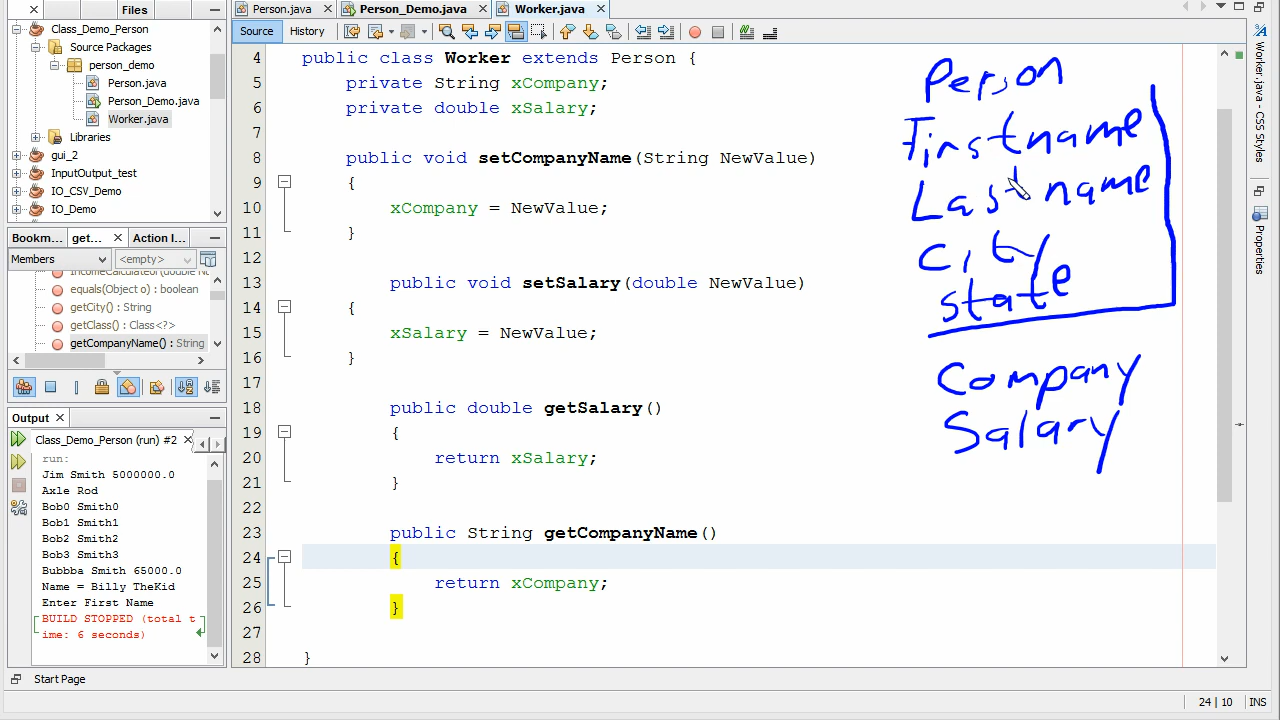 Files
Person.java
Person_Demo.java
Worker.java
Class_Demo_Person
Source Packages
person_demo
Person.java
Person_Demo.java
Worker.java
Libraries
gui_2
InputOutput_test
IO_CSV_Demo
IO_Demo
Source History
Bookm... get... Action I...
Members <empty>
equals(Object o) : boolean
getCity() : String
getClass() : Class<?>
getCompanyName() : String
Output
Class_Demo_Person (run) #2
run:
Jim Smith 5000000.0
Axle Rod
Bob0 Smith0
Bob1 Smith1
Bob2 Smith2
Bob3 Smith3
Bubbba Smith 65000.0
Name = Billy TheKid
Enter First Name
BUILD STOPPED (total t
ime: 6 seconds)
4 public class Worker extends Person {
5 private String xCompany;
6 private double xSalary;
7
8 public void setCompanyName(String NewValue)
9 {
10 xCompany = NewValue;
11 }
12
13 public void setSalary(double NewValue)
14 {
15 xSalary = NewValue;
16 }
17
18 public double getSalary()
19 {
20 return xSalary;
21 }
22
23 public String getCompanyName()
24 {
25 return xCompany;
26 }
27
28 }
Person
Firstname
Last name
City
state
Company
Salary
Worker.java - CSS Styles
Properties
Start Page
24 | 10 INS